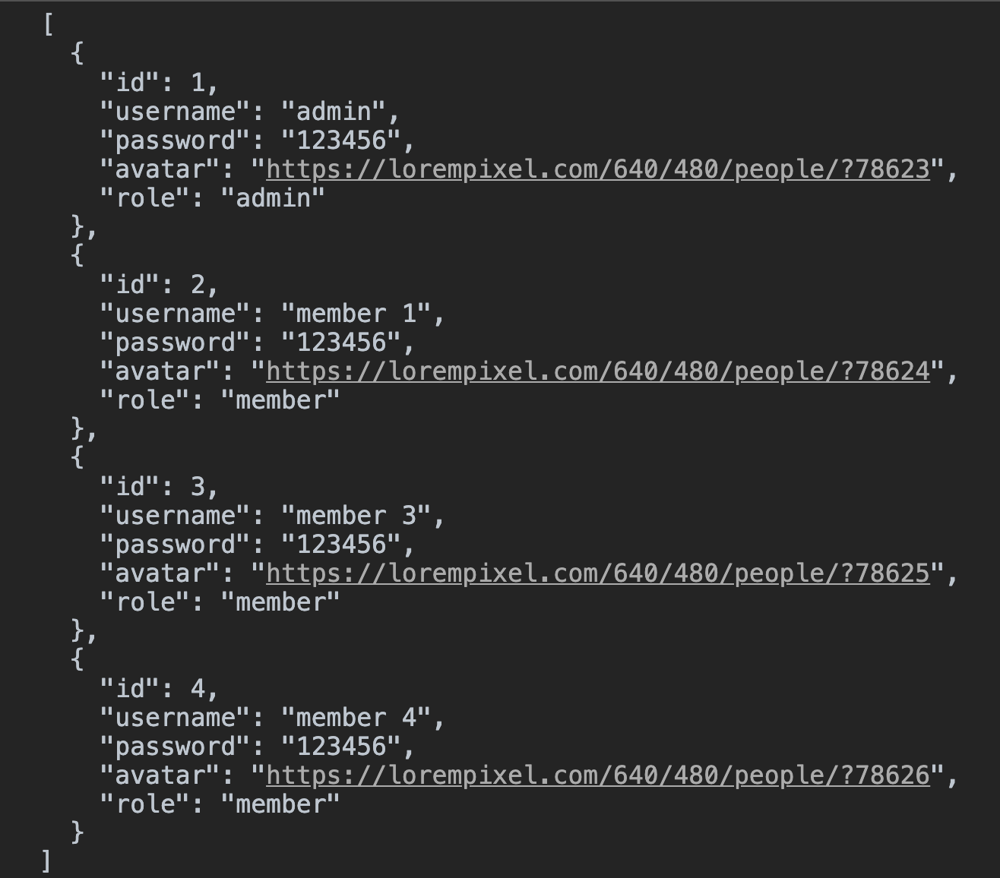 [
  {
    "id": 1,
    "username": "admin",
    "password": "123456",
    "avatar": "https://lorempixel.com/640/480/people/?78623",
    "role": "admin"
  },
  {
    "id": 2,
    "username": "member 1",
    "password": "123456",
    "avatar": "https://lorempixel.com/640/480/people/?78624",
    "role": "member"
  },
  {
    "id": 3,
    "username": "member 3",
    "password": "123456",
    "avatar": "https://lorempixel.com/640/480/people/?78625",
    "role": "member"
  },
  {
    "id": 4,
    "username": "member 4",
    "password": "123456",
    "avatar": "https://lorempixel.com/640/480/people/?78626",
    "role": "member"
  }
]